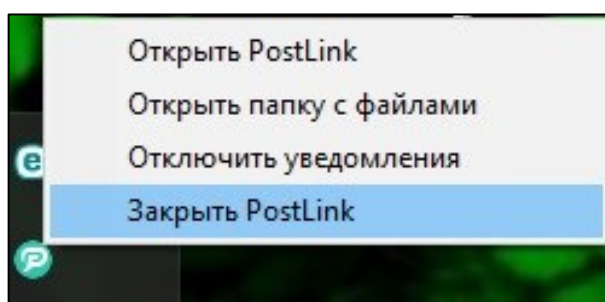 Открыть PostLink
Открыть папку с файлами
Отключить уведомления
Закрыть PostLink